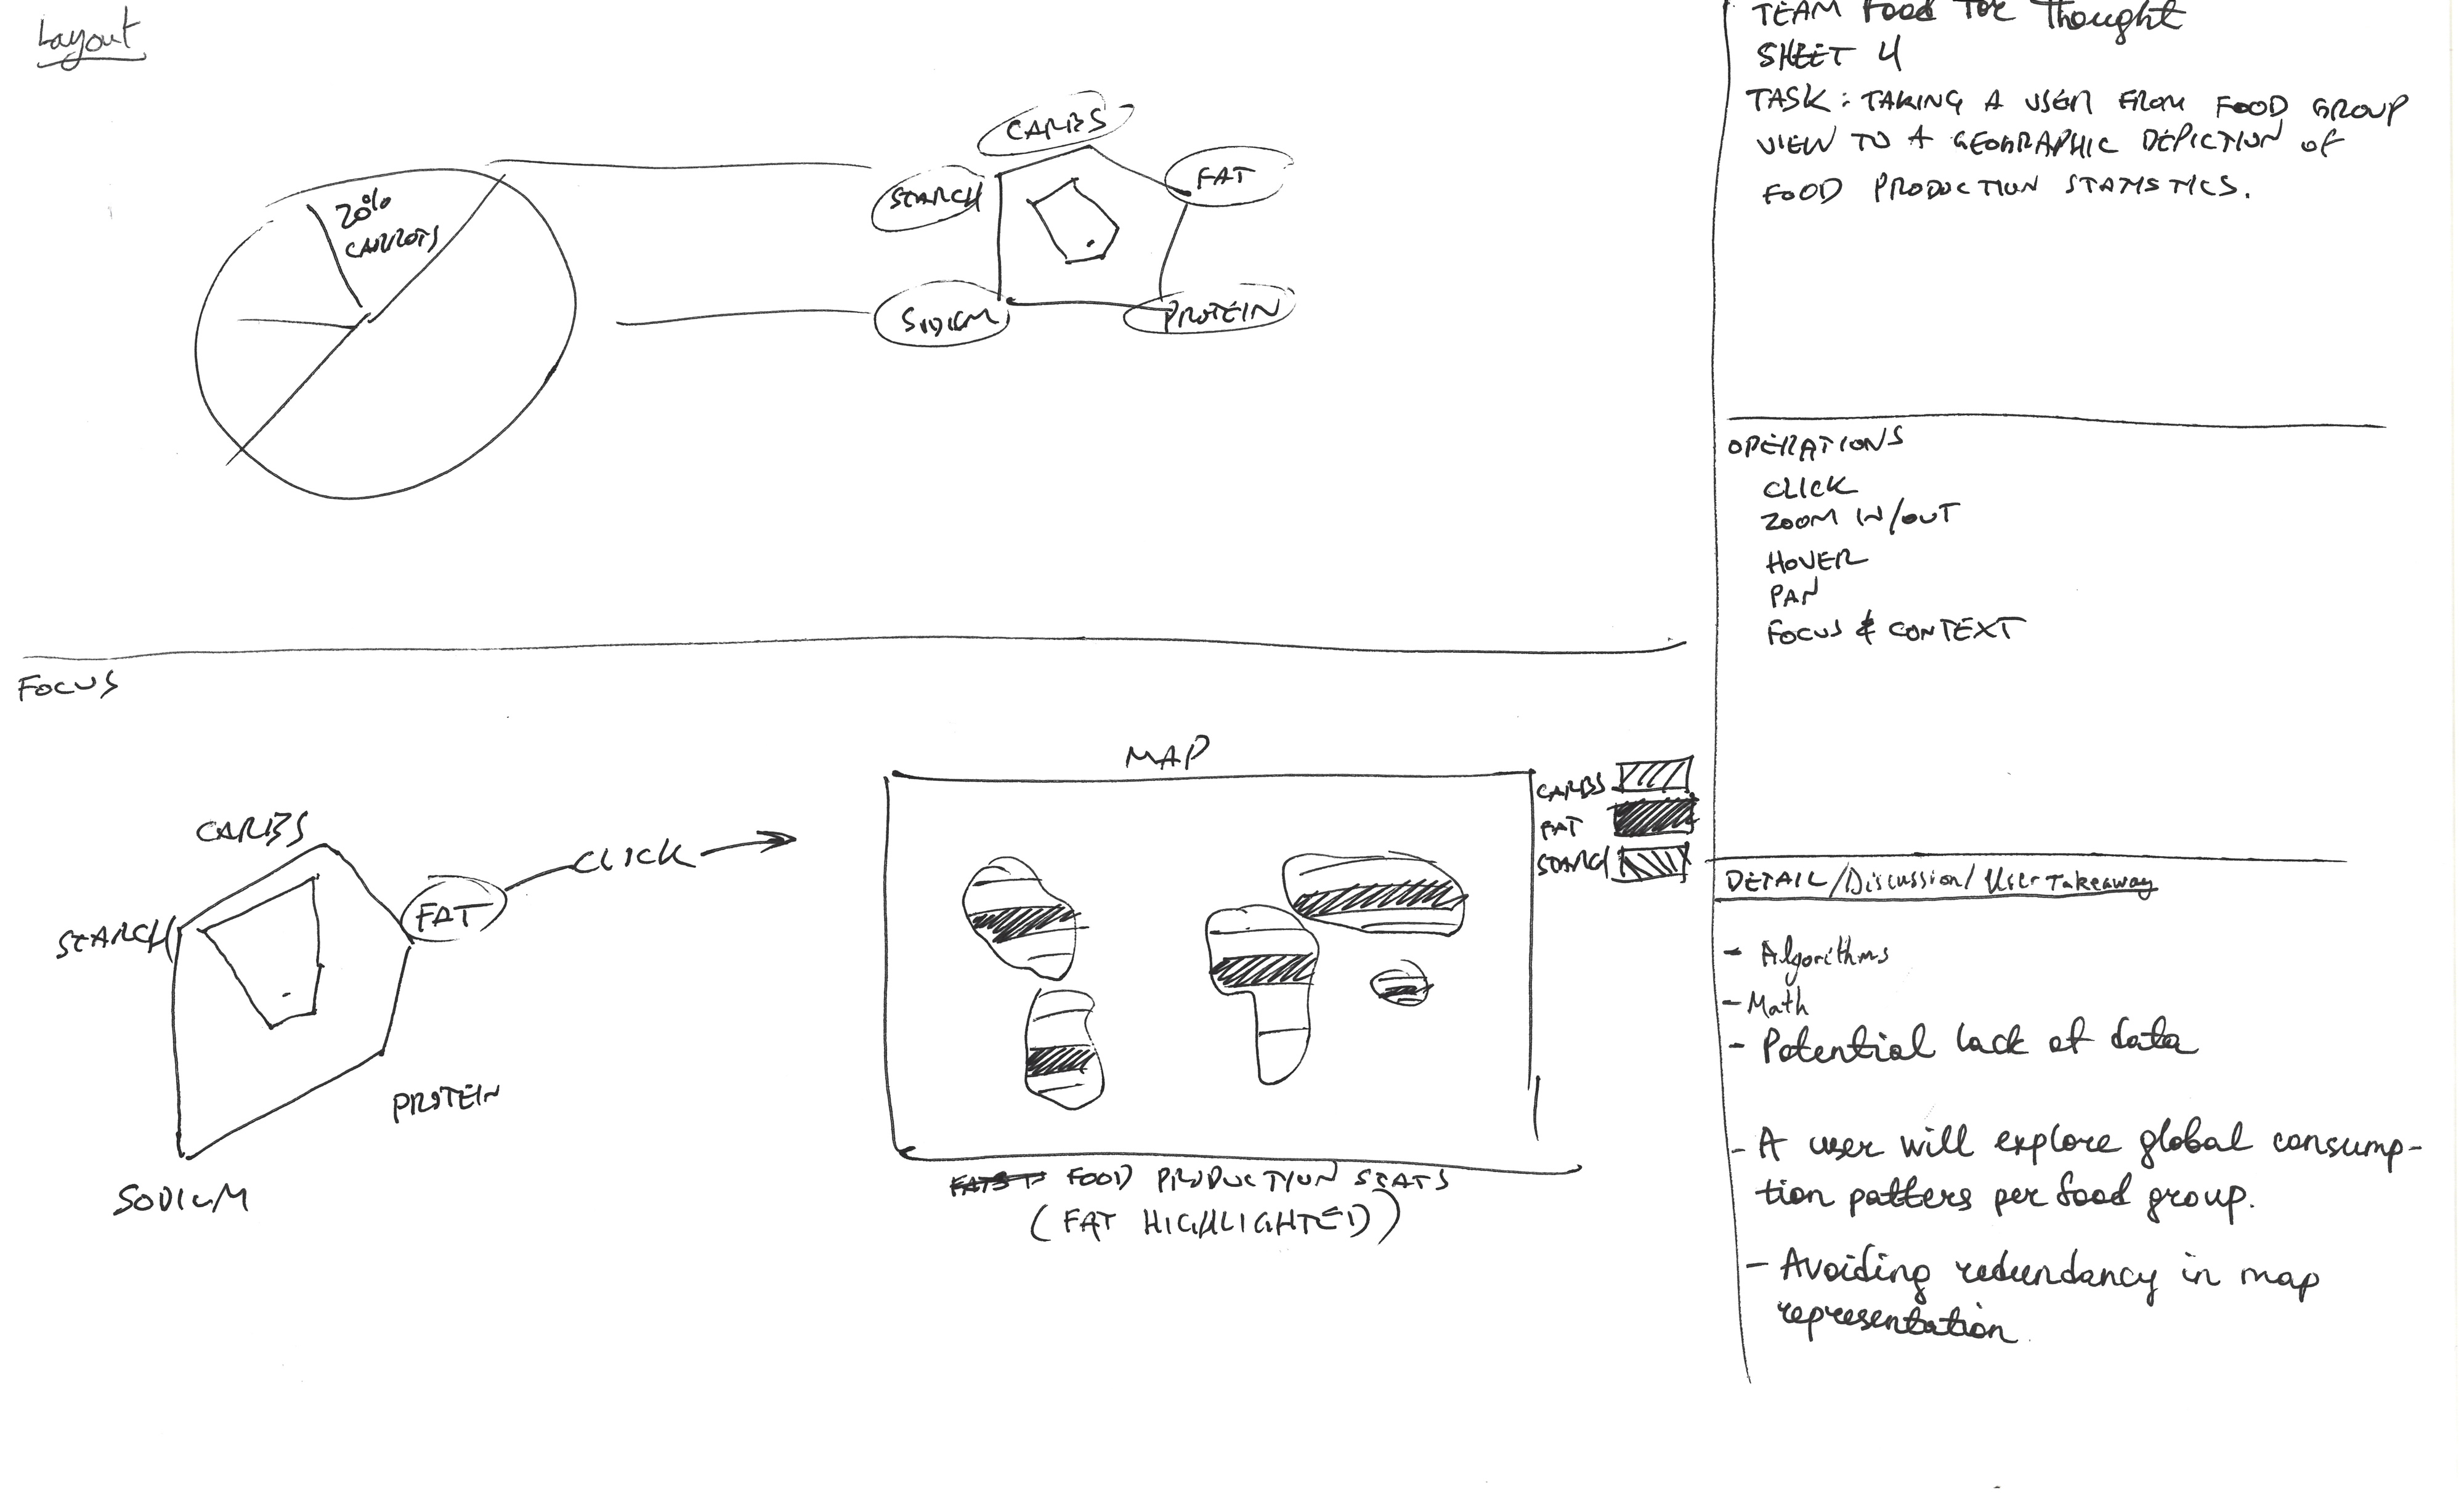 Layout
20%
CARROTS
CARBS
STARCH
FAT
SODIUM
PROTEIN
FOCUS
CARBS
STARCH
FAT
CLICK
PROTEIN
SODIUM
MAP
CARBS
FAT
STARCH
FOOD PRODUCTION STATS
(FAT HIGHLIGHTED)
TEAM Food For Thought
SHEET 4
TASK: TAKING A USER FROM FOOD GROUP
VIEW TO A GEOGRAPHIC DEPICTION of
FOOD PRODUCTION STATISTICS.
OPERATIONS
CLICK
ZOOM IN/OUT
HOVER
PAN
FOCUS & CONTEXT
DETAIL/Discussion/User Takeaway
- Algorithms
- Math
- Potential lack of data
- A user will explore global consump-
tion patters per food group.
- Avoiding redundancy in map
representation